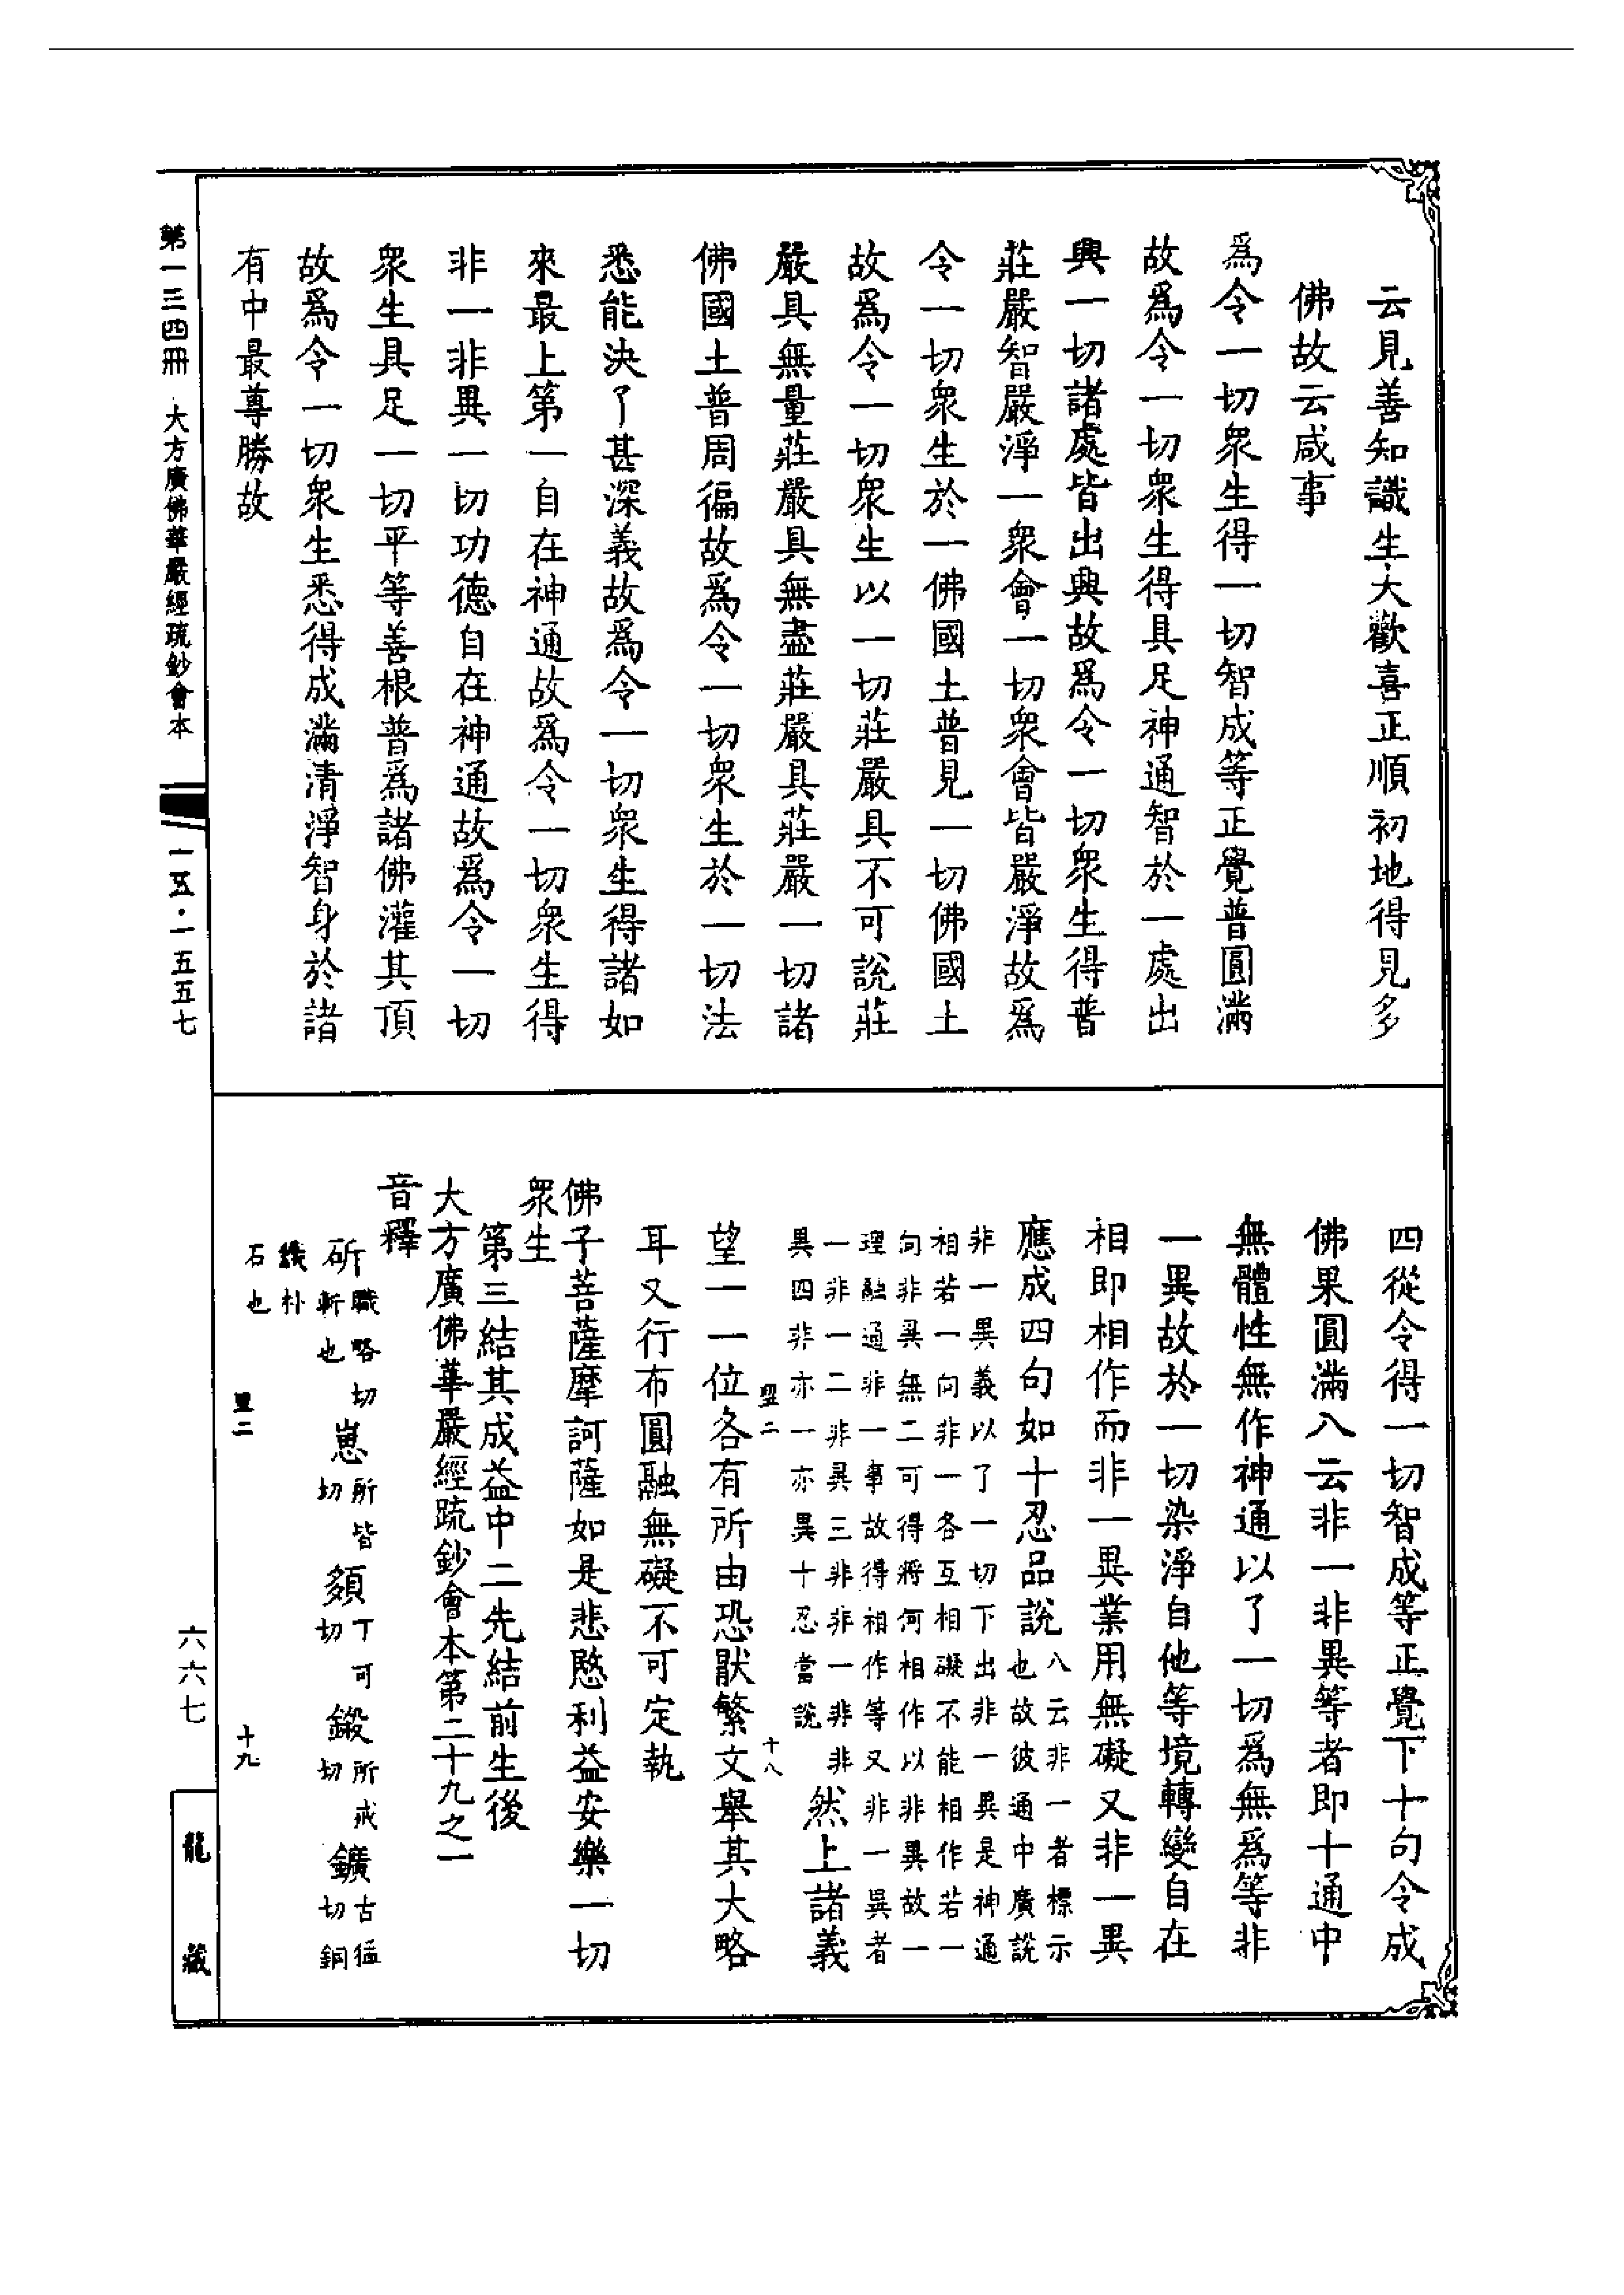 云見善知識生大歡喜正順初地得見多
佛故云咸事
爲令一切衆生得一切智成等正覺普圓滿
故爲令一切衆生得具足神通智於一處出
興一切諸處皆出興故爲令一切衆生得普
莊嚴智嚴淨一衆會一切衆會皆嚴淨故爲
令一切衆生於一佛國土普見一切佛國土
故爲令一切衆生以一切莊嚴具不可說莊
嚴具無量莊嚴具無盡莊嚴具莊嚴一切諸
佛國土普周徧故爲令一切衆生於一切法
悉能決了甚深義故爲令一切衆生得諸如
來最上第一自在神通故爲令一切衆生得
非一非異一切功德自在神通故爲令一切
衆生具足一切平等善根普爲諸佛灌其頂
故爲令一切衆生悉得成滿清淨智身於諸
有中最尊勝故
四從令得一切智成等正覺下十句令成
佛果圓滿八云非一非異等者即十通中
無體性無作神通以了一切爲無爲等非
一異故於一切染淨自他等境轉變自在
相即相作而非一異業用無礙又非一異
應成四句如十忍品說
八云非一者標示
也故彼通中廣說
非一異義以了一切下出非一異是神通
相若一向非一各互相礙不能相作若一
向非異無二可得將何相作以非異故一
理融通非一事故得相作等又非一異者
一非一二非異三非非一非非
異四非亦一亦異十忍當說
然上諸義
望一一位各有所由恐厭繁文舉其大略
耳又行布圓融無礙不可定執
佛子菩薩摩訶薩如是悲愍利益安樂一切
衆生
第三結其成益中二先結前生後
大方廣佛華嚴經疏鈔會本第二十九之一
音釋
斫
職略切
斬也
崽
所皆
切
𩑶
丁可
切
鎩
所戒
切
鑛
古猛
切銅
鐵朴
石也
十八
十九
第一三四冊 大方廣佛華嚴經疏鈔會本
一五·一五五七
六六七
龍藏